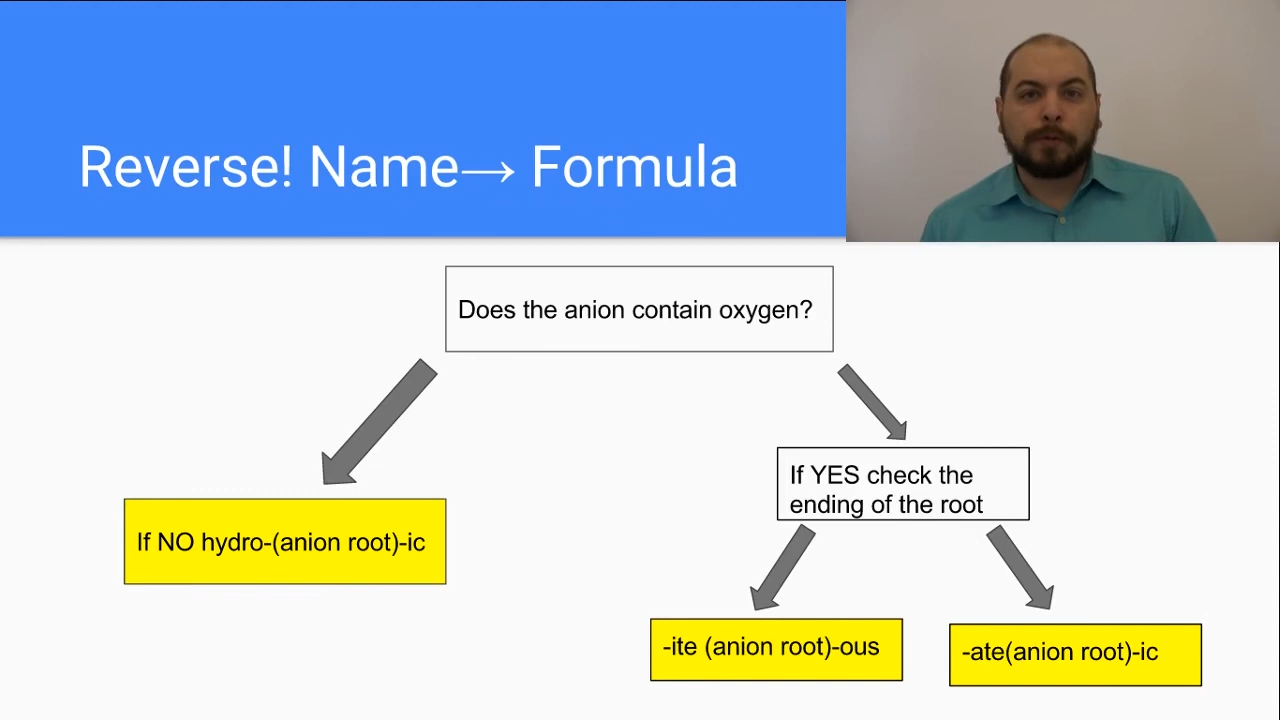 Reverse! Name→ Formula
Does the anion contain oxygen?
If YES check the
ending of the root
If NO hydro-(anion root)-ic
-ite (anion root)-ous
-ate(anion root)-ic